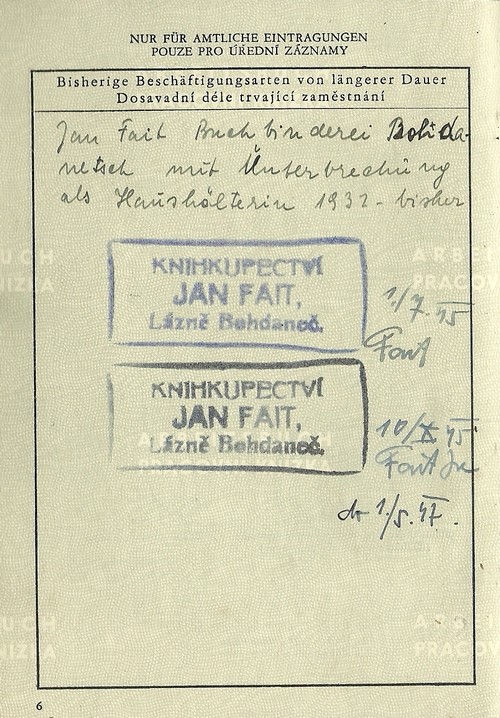 NUR FÜR AMTLICHE EINTRAGUNGEN
POUZE PRO ÚŘEDNÍ ZÁZNAMY
Bisherige Beschäftigungsarten von längerer Dauer
Dosavadní déle trvající zaměstnání
Jan Fait Buchbinderei Bohda-
netsch mit Unterbrechung
als Haushälterin 1932 - bisher
KNIHKUPECTVÍ
JAN FAIT,
Lázně Bohdaneč.
1./7. 45
Fait
KNIHKUPECTVÍ
JAN FAIT,
Lázně Bohdaneč.
10/X 45
Fait Jan
do 1./5. 47.
6